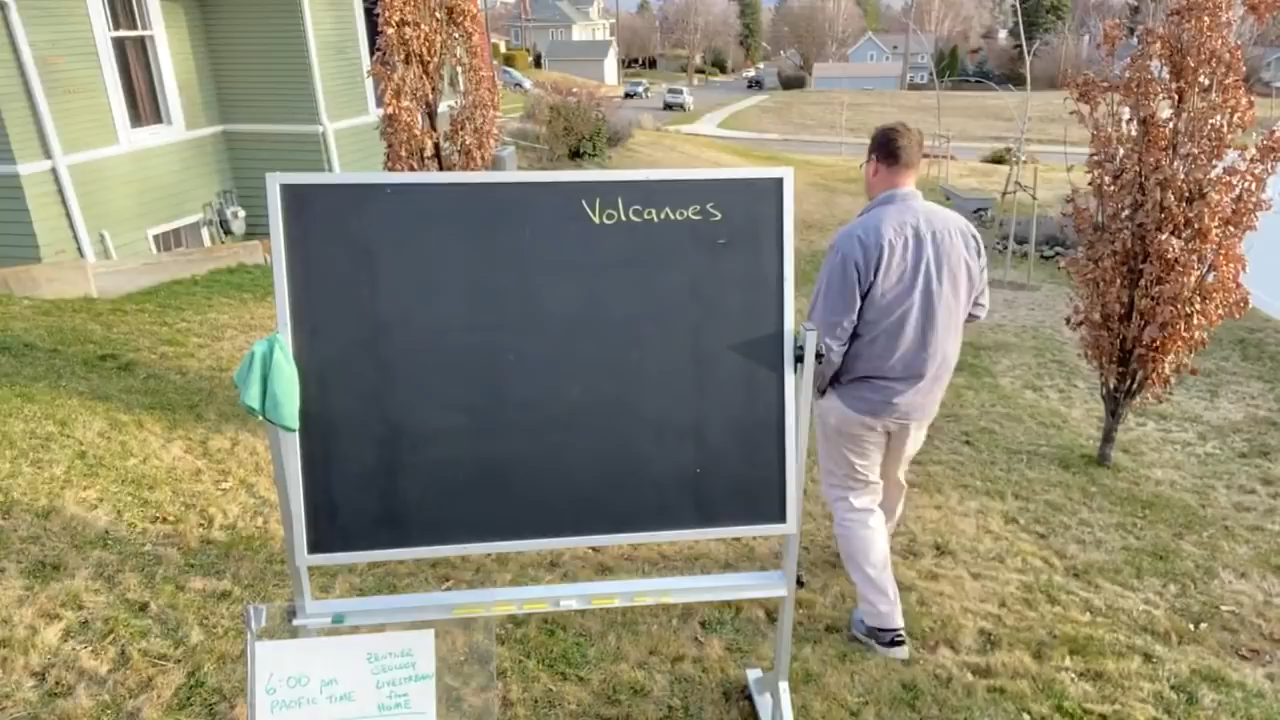 Volcanoes
6:00 pm
PACIFIC TIME
ZENTNER
GEOLOGY
LIVESTREAM
from
HOME